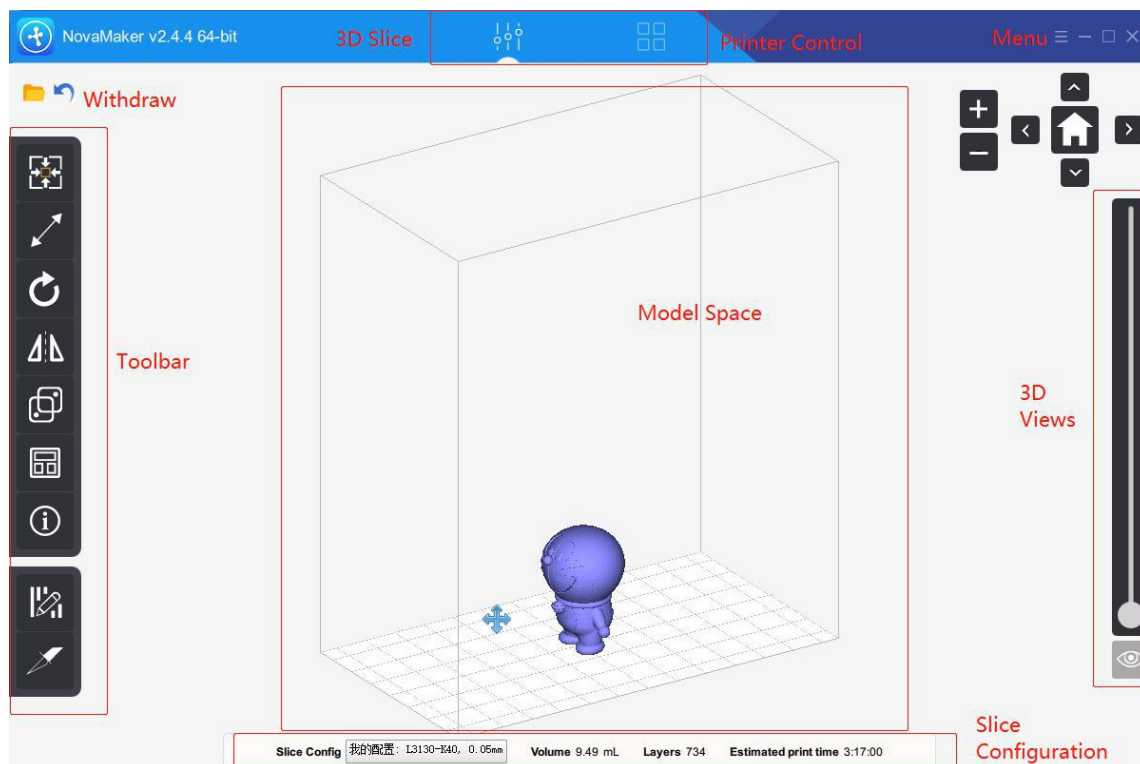 NovaMaker v2.4.4 64-bit
3D Slice
Printer Control
Menu
Withdraw
Toolbar
Model Space
3D
Views
Slice Config 我的配置: L3130-K40, 0.05mm Volume 9.49 mL Layers 734 Estimated print time 3:17:00
Slice
Configuration